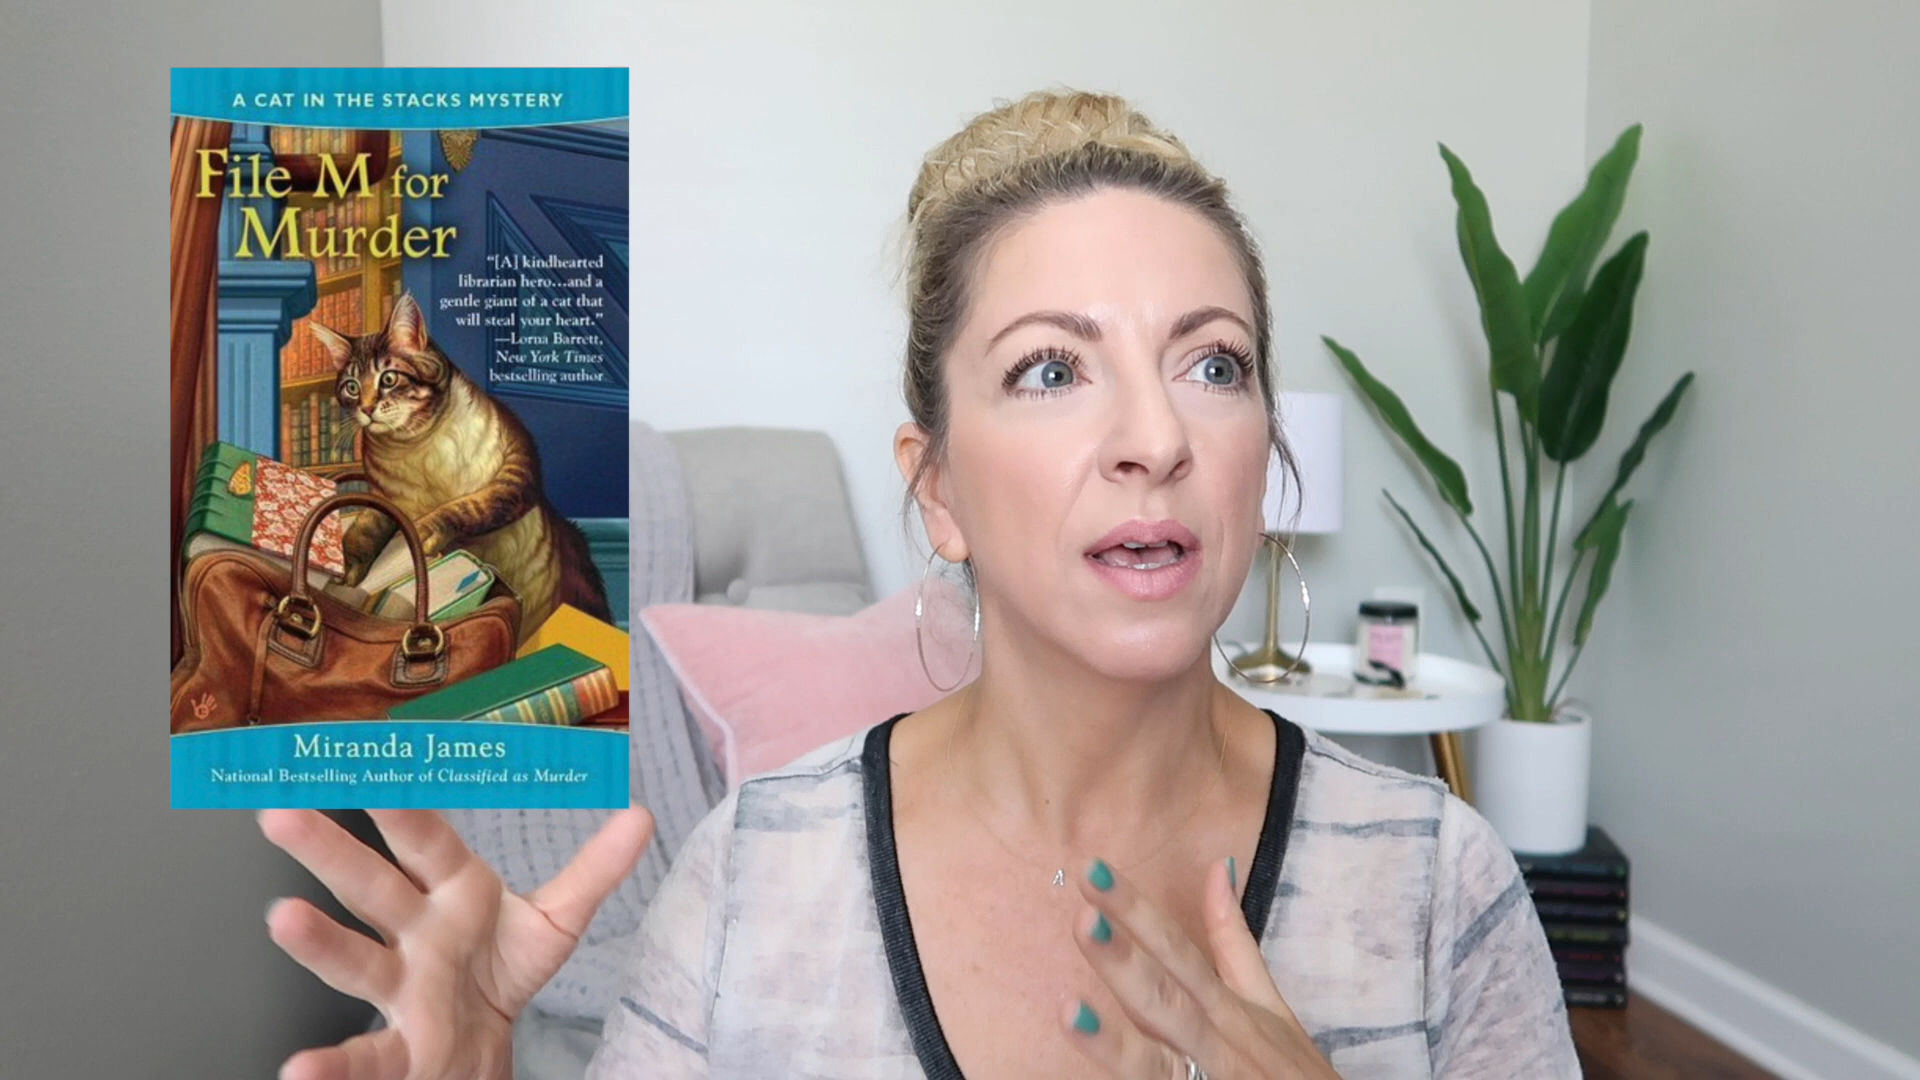 A CAT IN THE STACKS MYSTERY
File M for
Murder
“[A] kindhearted
librarian hero...and a
gentle giant of a cat that
will steal your heart.”
—Lorna Barrett,
New York Times
bestselling author
Miranda James
National Bestselling Author of Classified as Murder
A